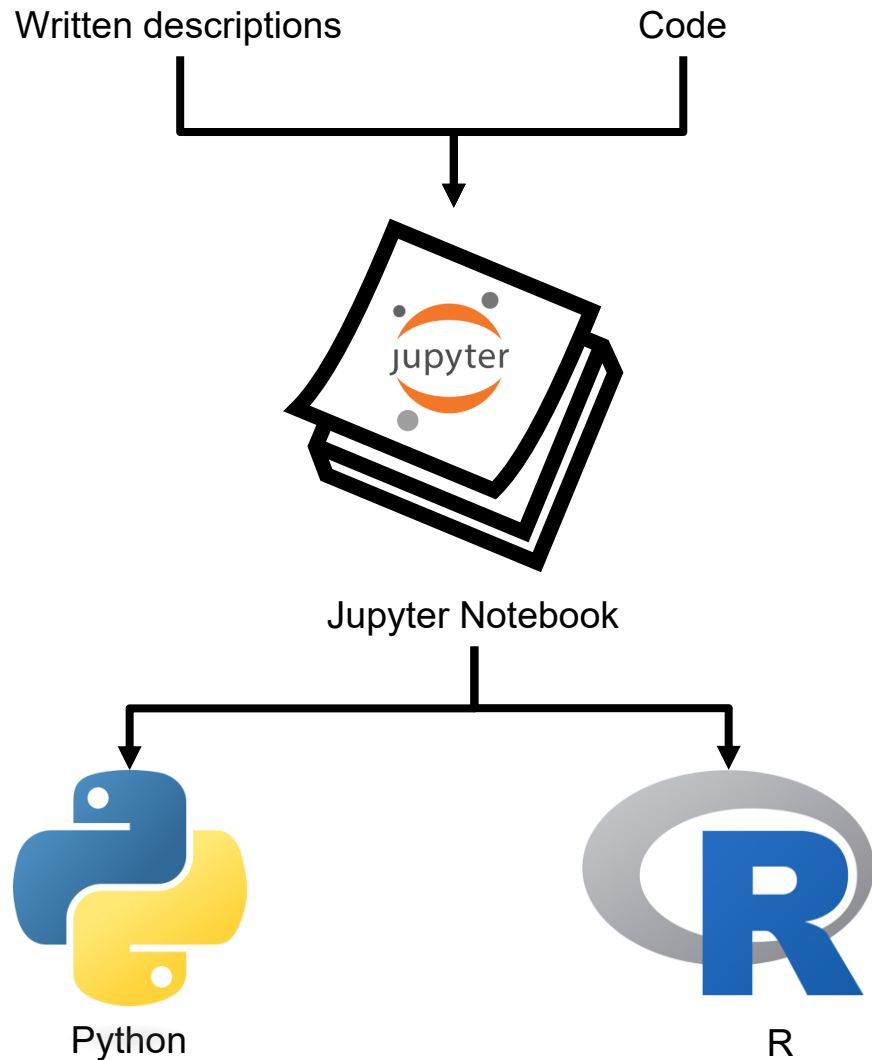 Written descriptions
Code
jupyter
Jupyter Notebook
Python
R
R